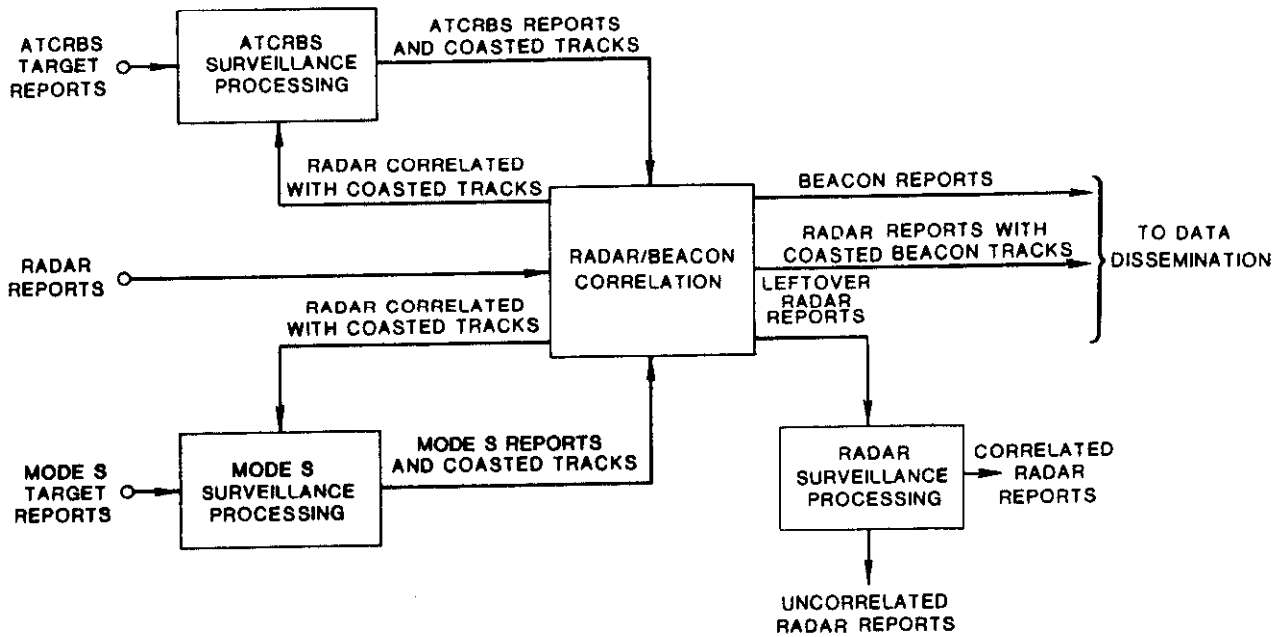 ATCRBS
TARGET
REPORTS
ATCRBS
SURVEILLANCE
PROCESSING
ATCRBS REPORTS
AND COASTED TRACKS
RADAR CORRELATED
WITH COASTED TRACKS
RADAR
REPORTS
RADAR/BEACON
CORRELATION
BEACON REPORTS
RADAR REPORTS WITH
COASTED BEACON TRACKS
TO DATA
DISSEMINATION
LEFTOVER
RADAR
REPORTS
RADAR CORRELATED
WITH COASTED TRACKS
MODE S
TARGET
REPORTS
MODE S
SURVEILLANCE
PROCESSING
MODE S REPORTS
AND COASTED TRACKS
RADAR
SURVEILLANCE
PROCESSING
CORRELATED
RADAR
REPORTS
UNCORRELATED
RADAR REPORTS